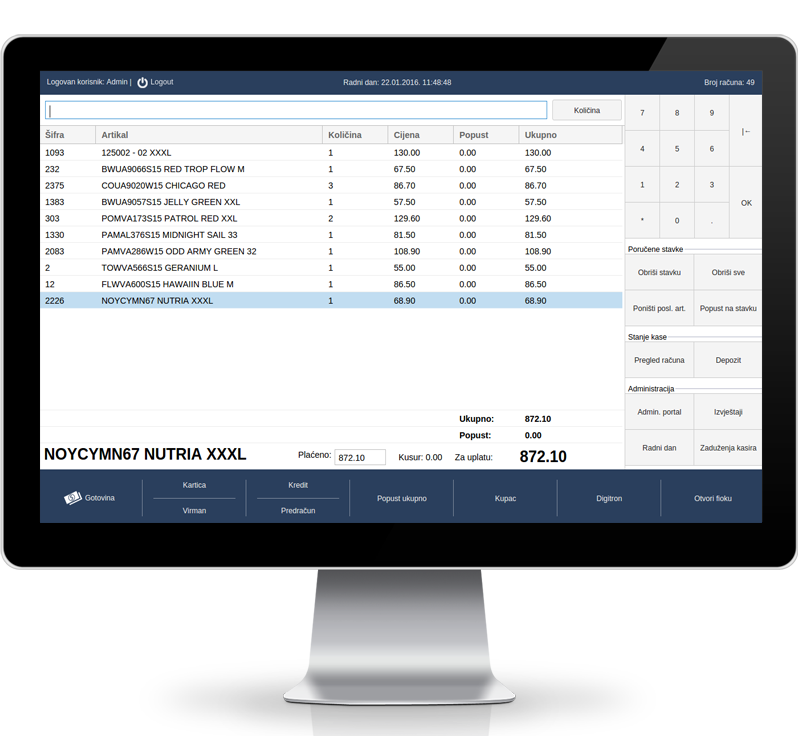 Logovan korisnik: Admin | Logout Radni dan: 22.01.2016. 11:48:48 Broj računa: 49
Količina
Šifra Artikal Količina Cijena Popust Ukupno
1093 125002 - 02 XXXL 1 130.00 0.00 130.00
232 BWUA9066S15 RED TROP FLOW M 1 67.50 0.00 67.50
2375 COUA9020W15 CHICAGO RED 3 86.70 0.00 86.70
1383 BWUA9057S15 JELLY GREEN XXL 1 57.50 0.00 57.50
303 POMVA173S15 PATROL RED XXL 2 129.60 0.00 129.60
1330 PAMAL376S15 MIDNIGHT SAIL 33 1 81.50 0.00 81.50
2083 PAMVA286W15 ODD ARMY GREEN 32 1 108.90 0.00 108.90
2 TOWVA566S15 GERANIUM L 1 55.00 0.00 55.00
12 FLWVA600S15 HAWAIIN BLUE M 1 86.50 0.00 86.50
2226 NOYCYMN67 NUTRIA XXXL 1 68.90 0.00 68.90
Ukupno: 872.10
Popust: 0.00
NOYCYMN67 NUTRIA XXXL Plaćeno: 872.10 Kusur: 0.00 Za uplatu: 872.10
7 8 9 |←
4 5 6
1 2 3 OK
* 0 .
Poručene stavke
Obriši stavku Obriši sve
Poništi posl. art. Popust na stavku
Stanje kase
Pregled računa Depozit
Administracija
Admin. portal Izvještaji
Radni dan Zaduženja kasira
Gotovina
Kartica
Virman
Kredit
Predračun
Popust ukupno
Kupac
Digitron
Otvori fioku